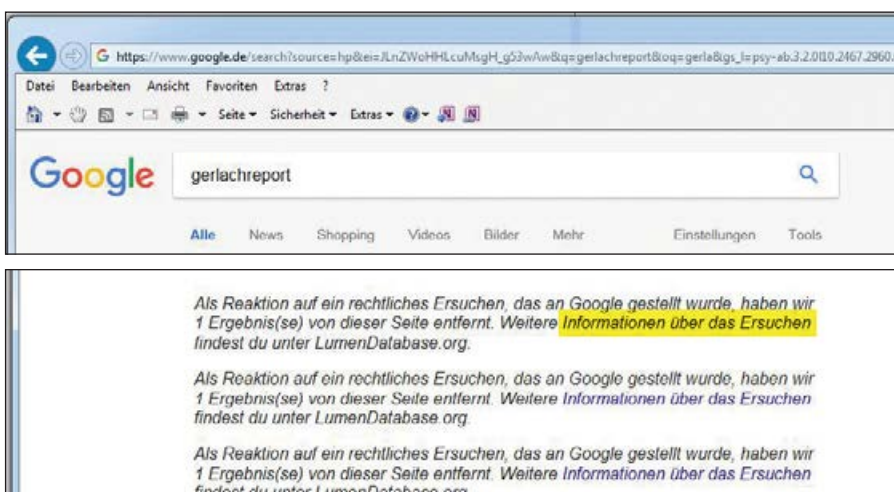 https://www.google.de/search?source=hp&ei=JLnZWoHHLcuMsgH_g53wAw&q=gerlachreport&oq=gerla&gs_l=psy-ab.3.2.0l10.2467.2960.
Datei Bearbeiten Ansicht Favoriten Extras ?
Seite Sicherheit Extras
Google gerlachreport
Alle News Shopping Videos Bilder Mehr Einstellungen Tools
Als Reaktion auf ein rechtliches Ersuchen, das an Google gestellt wurde, haben wir
1 Ergebnis(se) von dieser Seite entfernt. Weitere Informationen über das Ersuchen
findest du unter LumenDatabase.org.
Als Reaktion auf ein rechtliches Ersuchen, das an Google gestellt wurde, haben wir
1 Ergebnis(se) von dieser Seite entfernt. Weitere Informationen über das Ersuchen
findest du unter LumenDatabase.org.
Als Reaktion auf ein rechtliches Ersuchen, das an Google gestellt wurde, haben wir
1 Ergebnis(se) von dieser Seite entfernt. Weitere Informationen über das Ersuchen
findest du unter LumenDatabase.org.